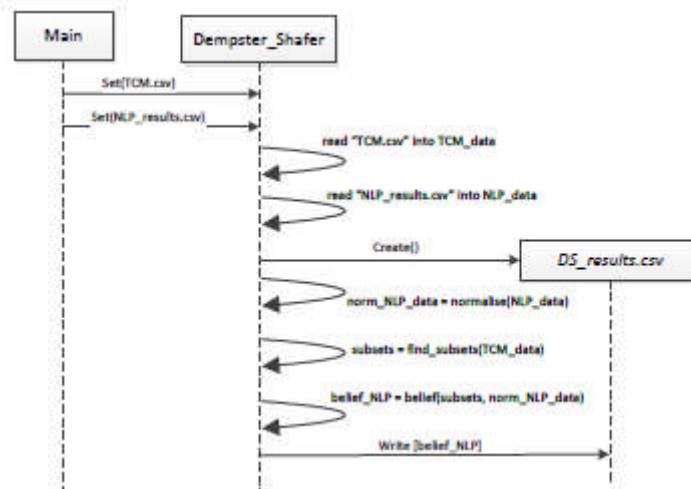 Main
Dempster_Shafer
Set(TCM.csv)
Set(NLP_results.csv)
read "TCM.csv" into TCM_data
read "NLP_results.csv" into NLP_data
Create()
DS_results.csv
norm_NLP_data = normalise(NLP_data)
subsets = find_subsets(TCM_data)
belief_NLP = belief(subsets, norm_NLP_data)
Write [belief_NLP]